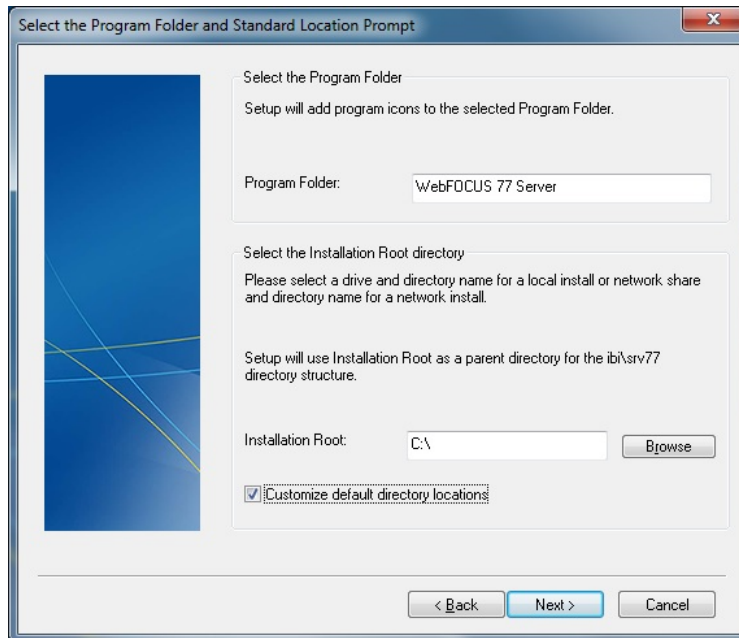 Select the Program Folder and Standard Location Prompt
Select the Program Folder
Setup will add program icons to the selected Program Folder.
Program Folder:
WebFOCUS 77 Server
Select the Installation Root directory
Please select a drive and directory name for a local install or network share
and directory name for a network install.
Setup will use Installation Root as a parent directory for the ibi\srv77
directory structure.
Installation Root:
C:\
Browse
Customize default directory locations
< Back
Next >
Cancel